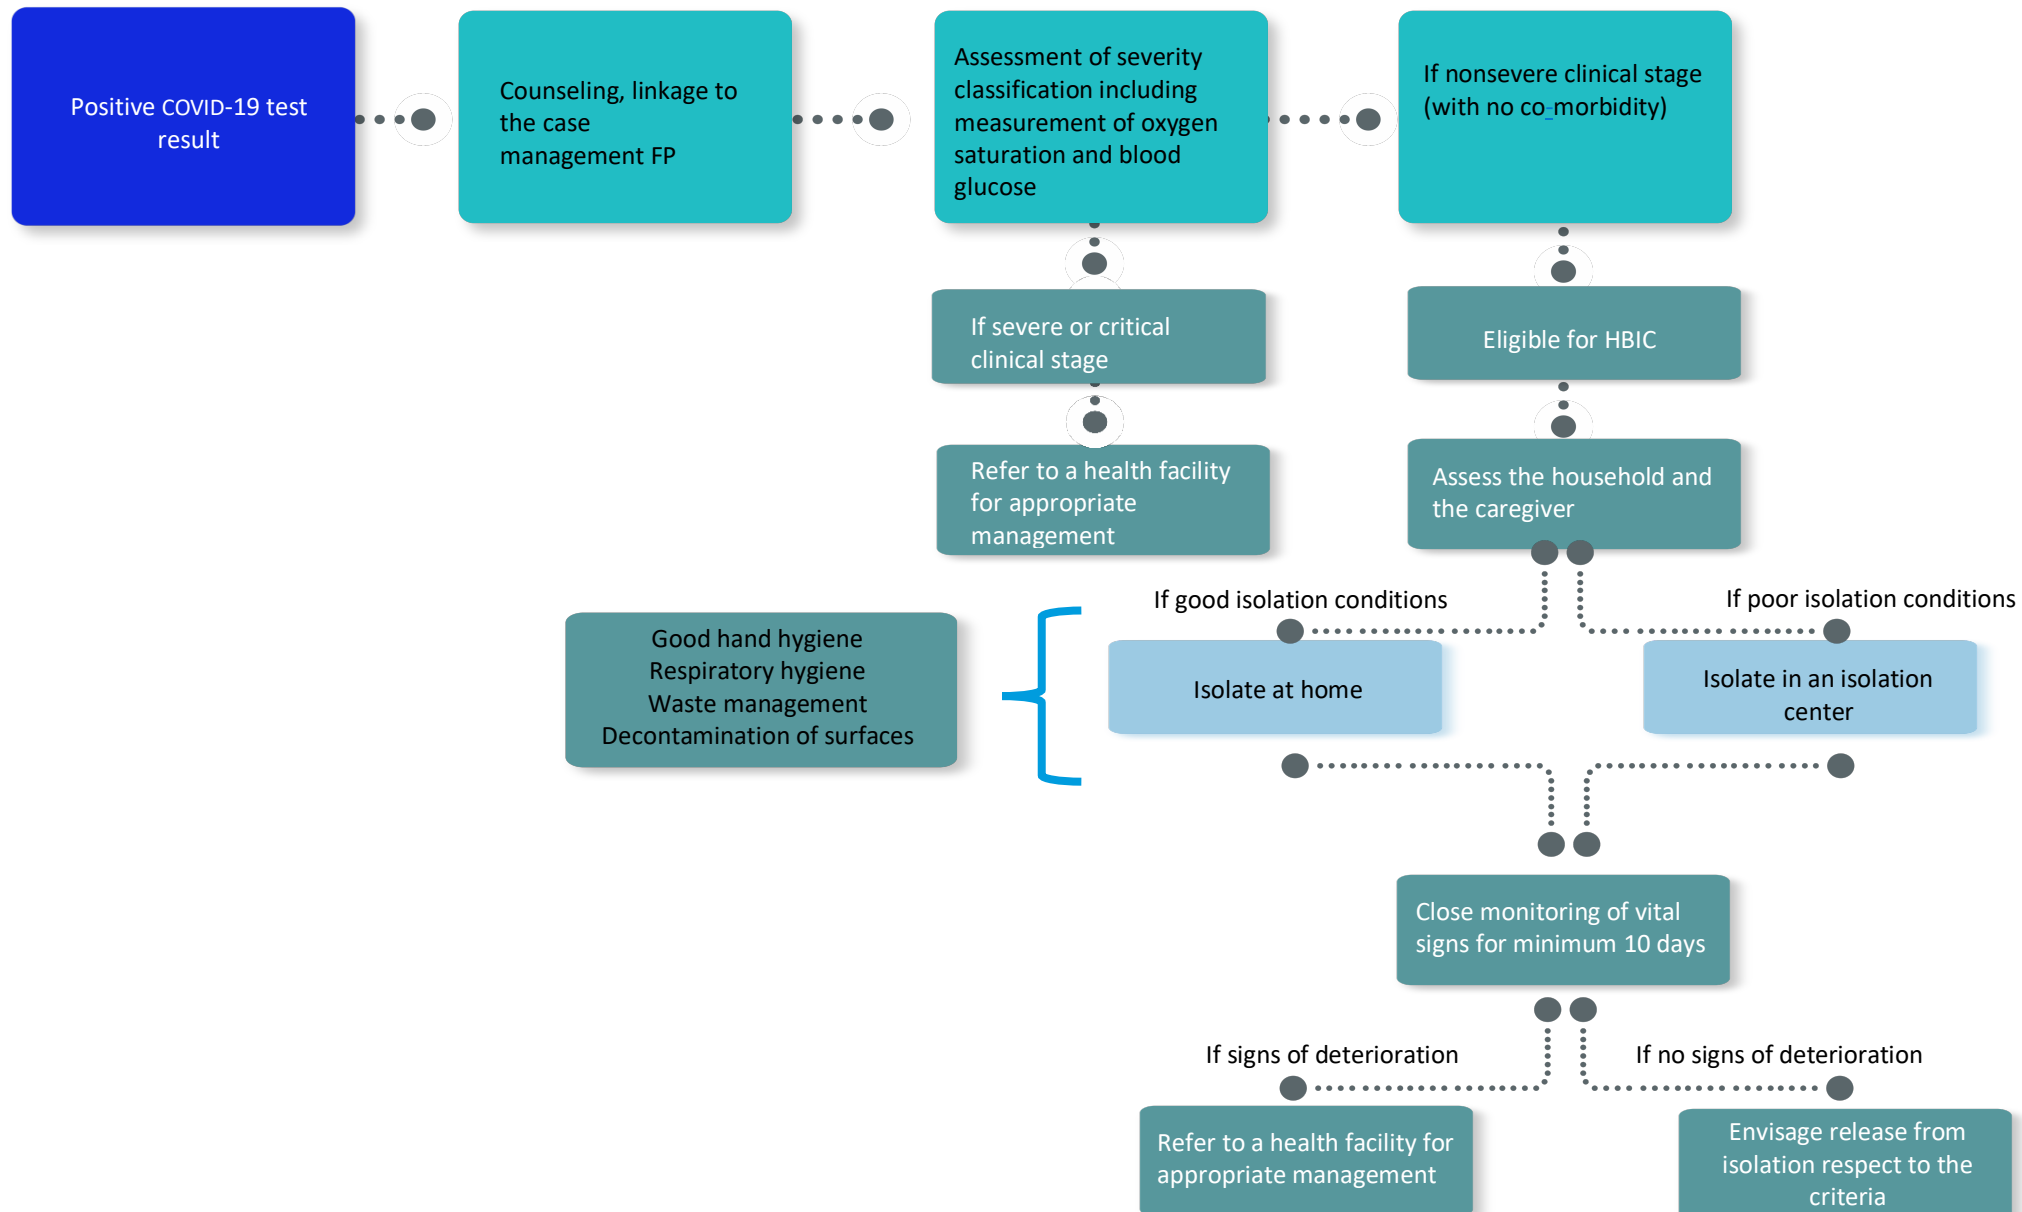 Positive COVID-19 test
result
Counseling, linkage to
the case
management FP
Assessment of severity
classification including
measurement of oxygen
saturation and blood
glucose
If nonsevere clinical stage
(with no co-morbidity)
If severe or critical
clinical stage
Eligible for HBIC
Refer to a health facility
for appropriate
management
Assess the household and
the caregiver
If good isolation conditions
If poor isolation conditions
Good hand hygiene
Respiratory hygiene
Waste management
Decontamination of surfaces
Isolate at home
Isolate in an isolation
center
Close monitoring of vital
signs for minimum 10 days
If signs of deterioration
If no signs of deterioration
Refer to a health facility for
appropriate management
Envisage release from
isolation respect to the
criteria